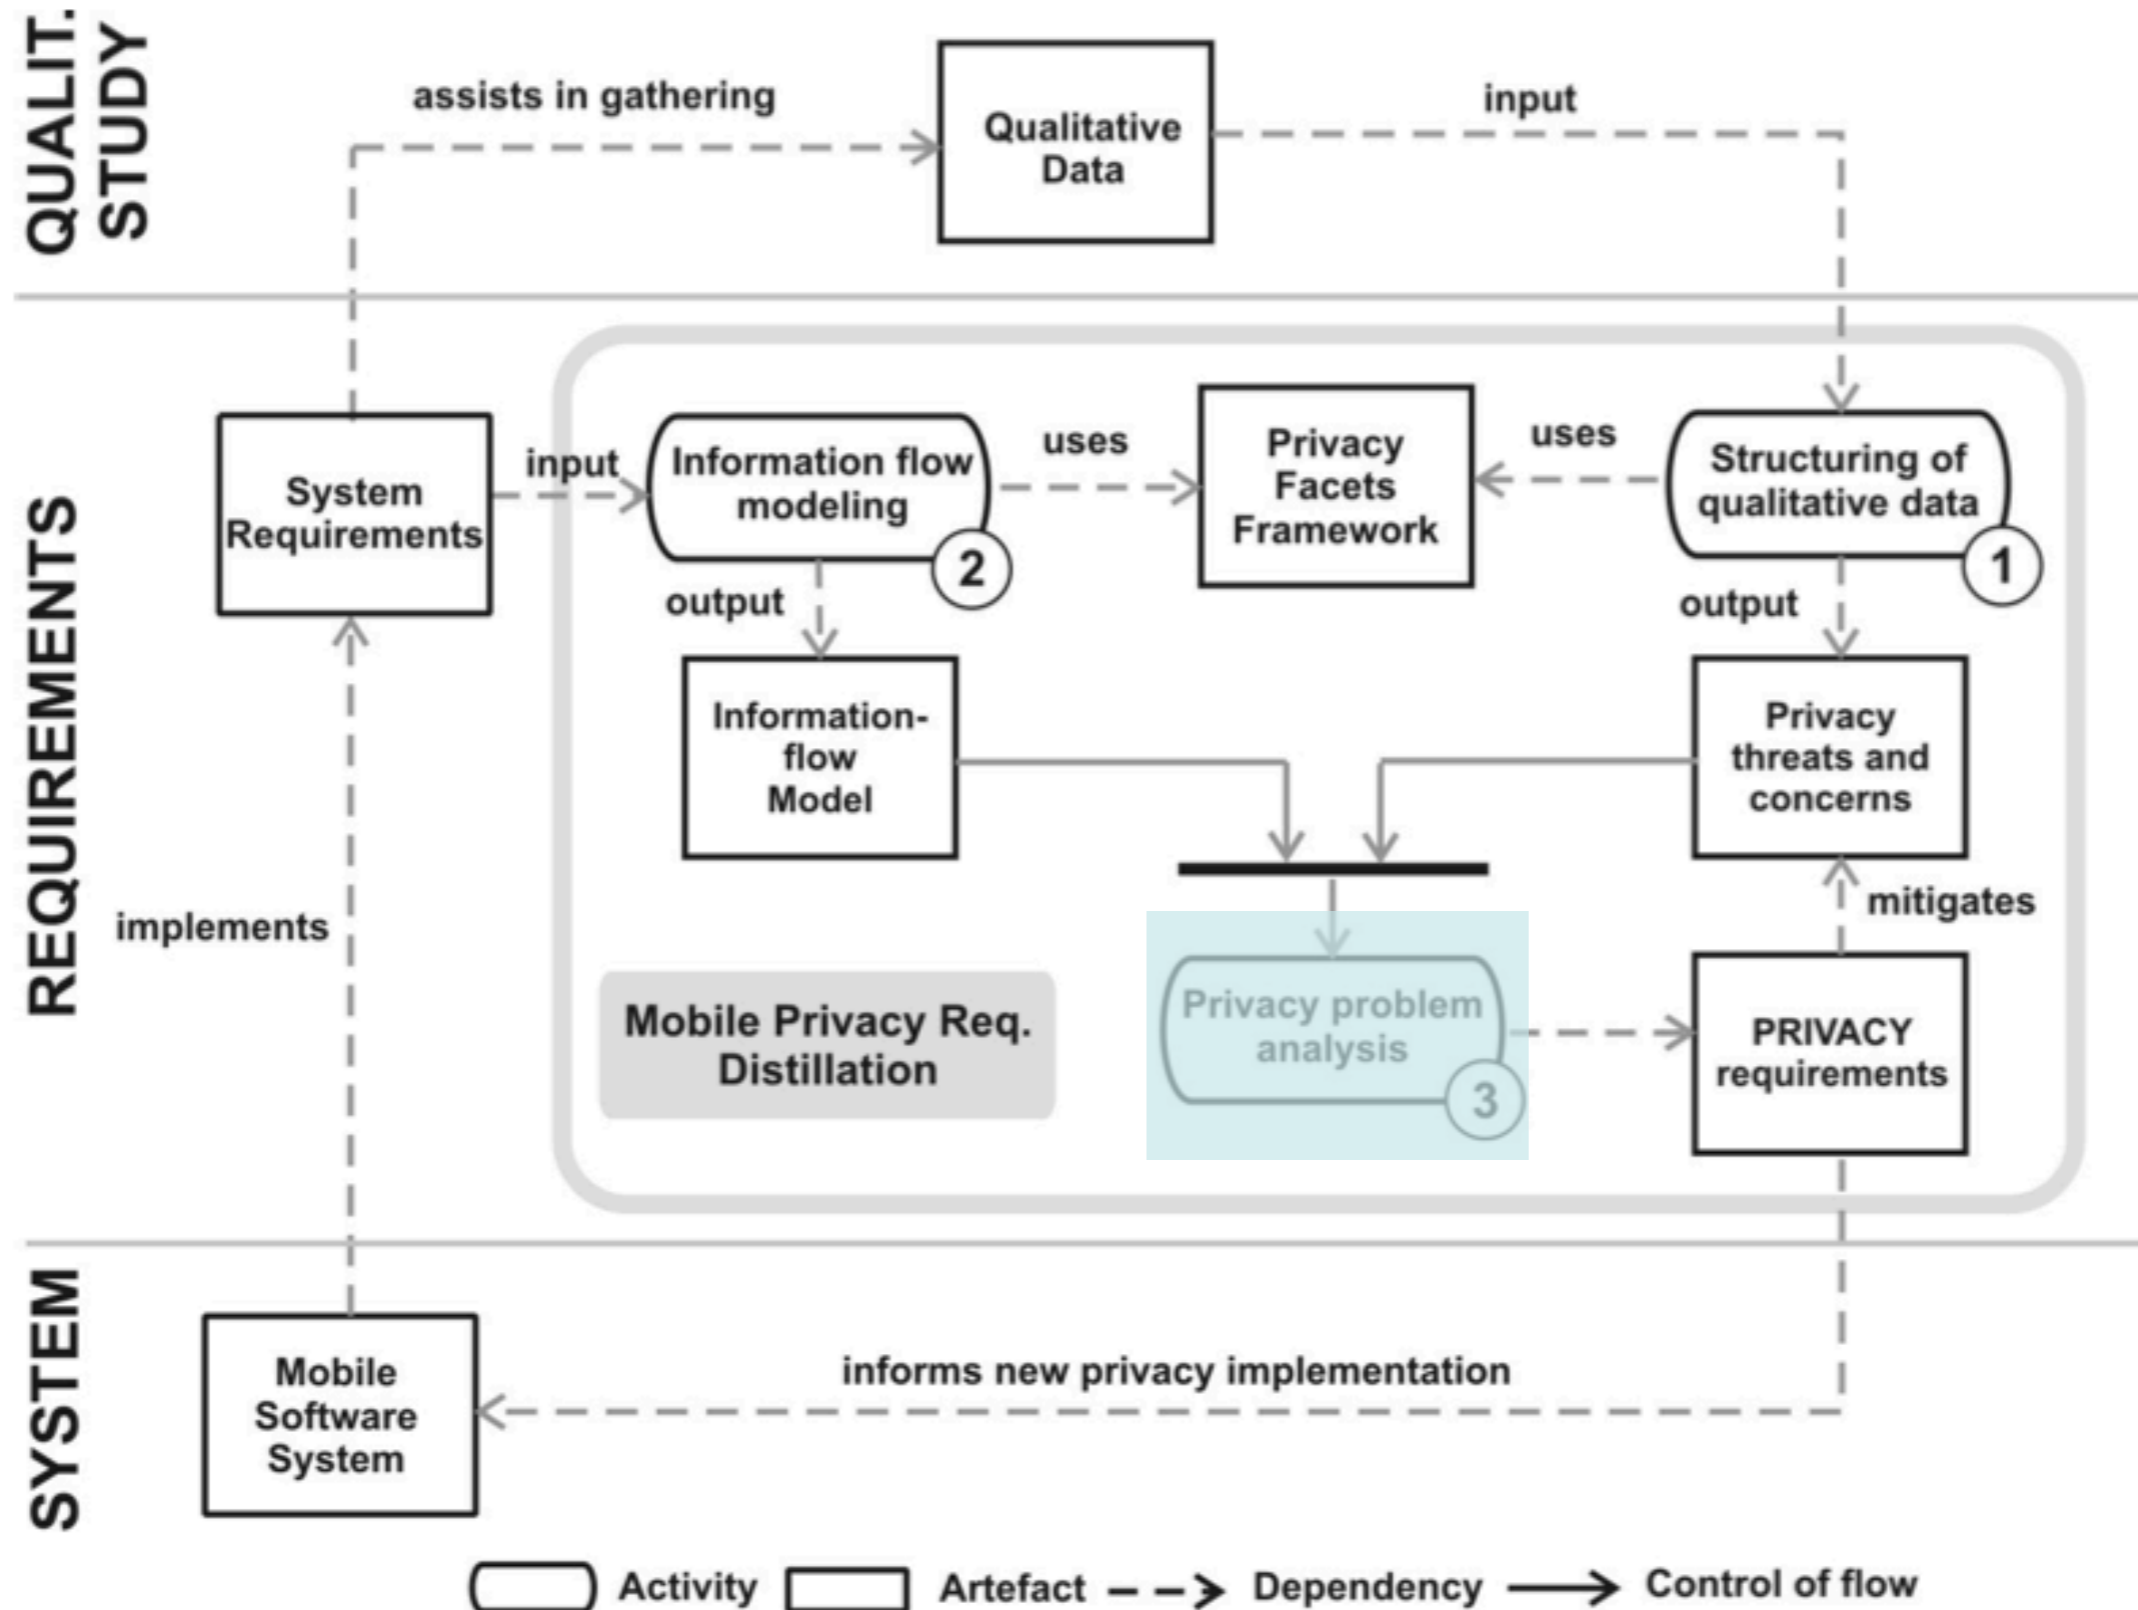 QUALIT.
STUDY
assists in gathering
Qualitative
Data
input
REQUIREMENTS
System
Requirements
input
Information flow
modeling
2
uses
Privacy
Facets
Framework
uses
Structuring of
qualitative data
1
output
output
Information-
flow
Model
Privacy
threats and
concerns
mitigates
implements
Mobile Privacy Req.
Distillation
Privacy problem
analysis
3
PRIVACY
requirements
SYSTEM
Mobile
Software
System
informs new privacy implementation
Activity
Artefact
Dependency
Control of flow